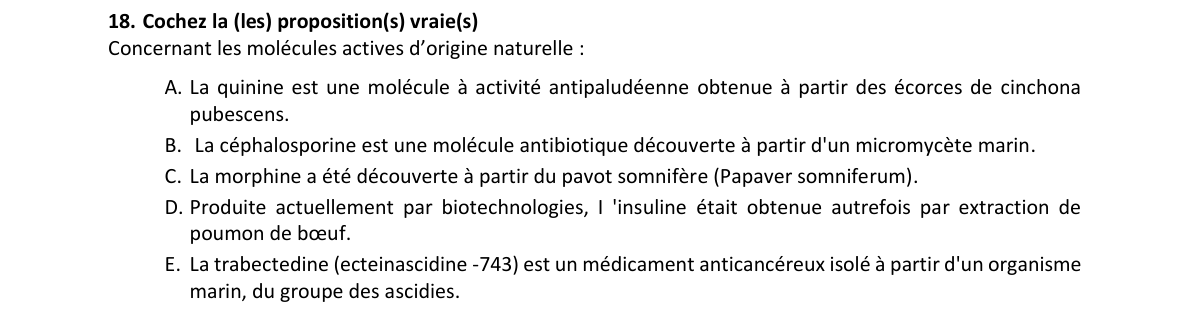 18. Cochez la (les) proposition(s) vraie(s)
Concernant les molécules actives d’origine naturelle :
A. La quinine est une molécule à activité antipaludéenne obtenue à partir des écorces de cinchona
pubescens.
B. La céphalosporine est une molécule antibiotique découverte à partir d'un micromycète marin.
C. La morphine a été découverte à partir du pavot somnifère (Papaver somniferum).
D. Produite actuellement par biotechnologies, I 'insuline était obtenue autrefois par extraction de
poumon de bœuf.
E. La trabectedine (ecteinascidine -743) est un médicament anticancéreux isolé à partir d'un organisme
marin, du groupe des ascidies.